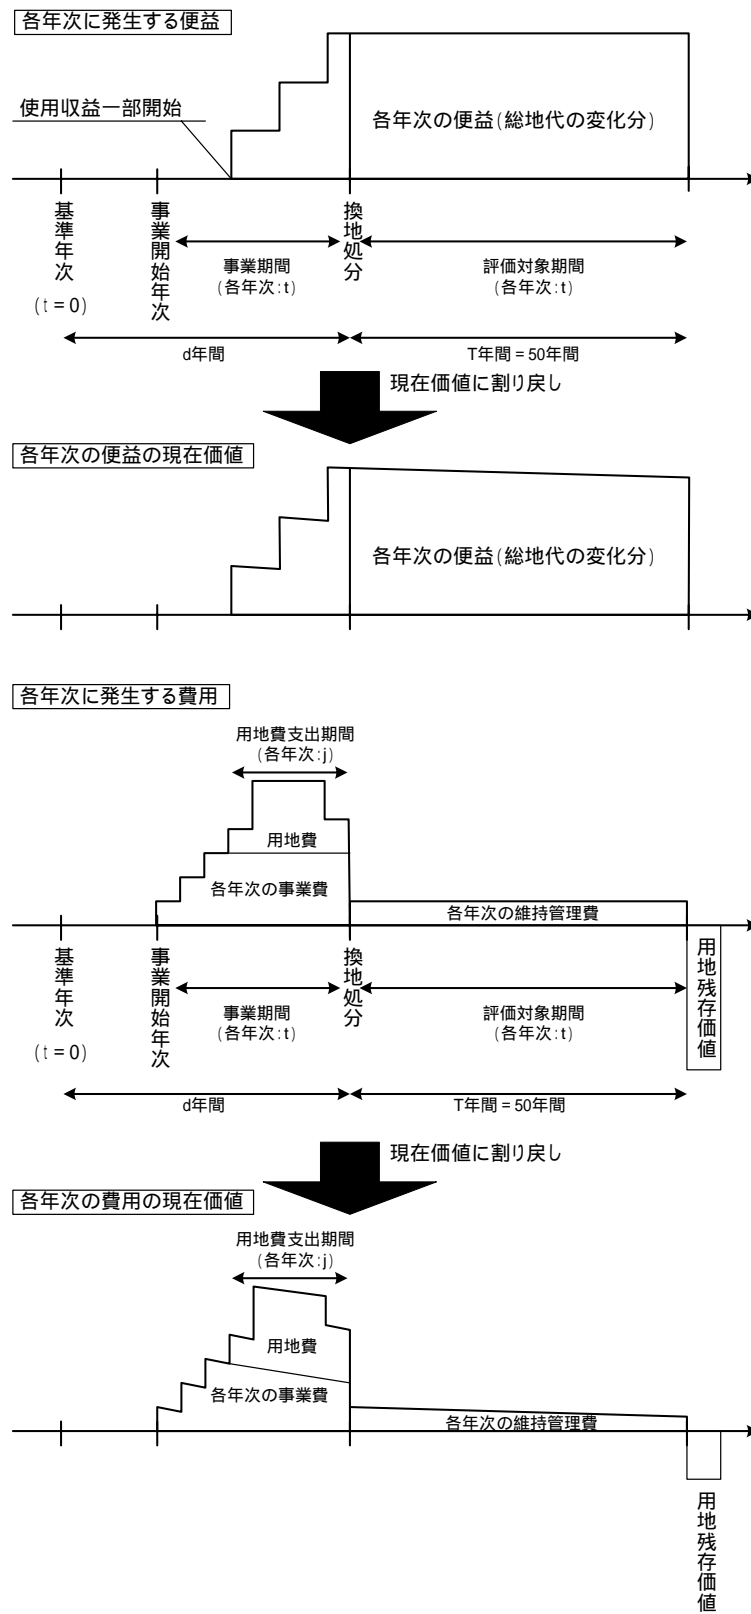 各年次に発生する便益
使用収益一部開始
各年次の便益(総地代の変化分)
基準年次
(t = 0)
事業開始年次
換地処分
事業期間
(各年次:t)
評価対象期間
(各年次:t)
d年間
T年間 = 50年間
現在価値に割り戻し
各年次の便益の現在価値
各年次の便益(総地代の変化分)
各年次に発生する費用
用地費支出期間
(各年次:j)
用地費
各年次の事業費
各年次の維持管理費
基準年次
(t = 0)
事業開始年次
換地処分
事業期間
(各年次:t)
評価対象期間
(各年次:t)
用地残存価値
d年間
T年間 = 50年間
現在価値に割り戻し
各年次の費用の現在価値
用地費支出期間
(各年次:j)
用地費
各年次の事業費
各年次の維持管理費
用地残存価値